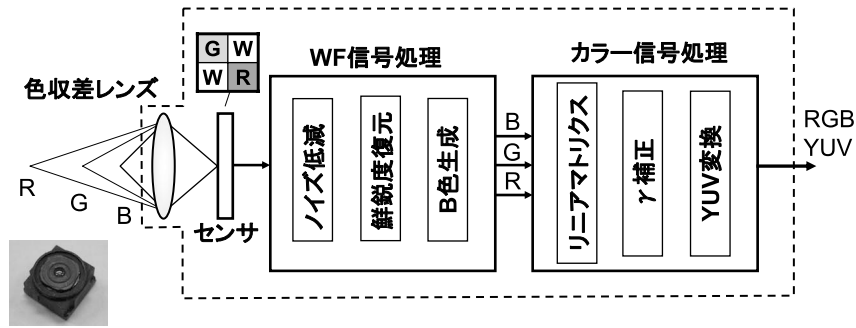 色収差レンズ
G W
W R
WF信号処理
カラー信号処理
R
G
B
センサ
ノイズ低減
鮮鋭度復元
B色生成
B
G
R
リニアマトリクス
γ補正
YUV変換
RGB
YUV